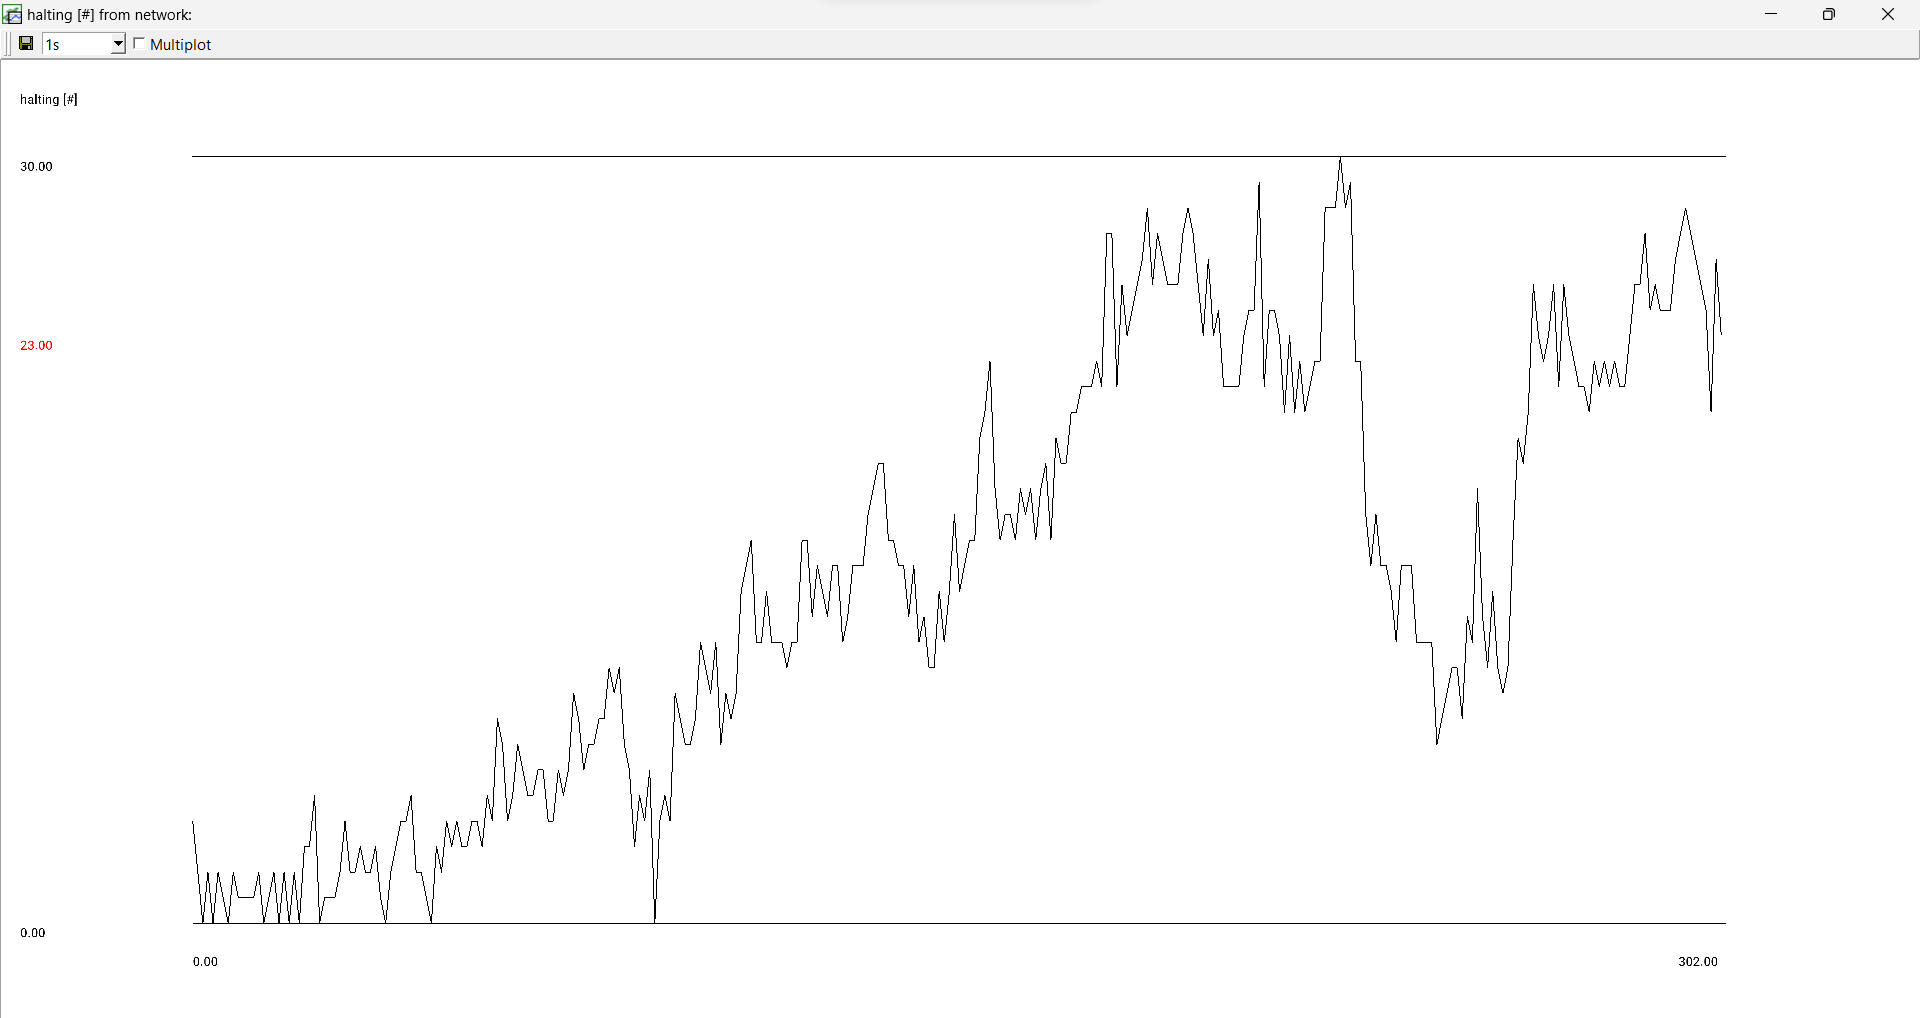 halting [#] from network:
1s Multiplot
halting [#]
30.00
23.00
0.00
0.00 302.00